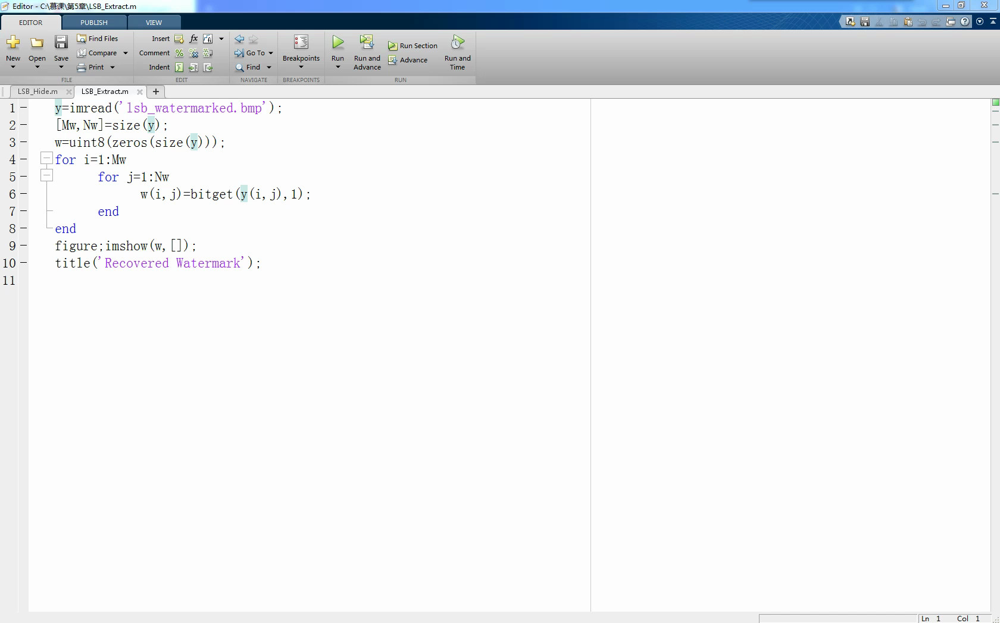 Editor - C:\慕课\第5章\LSB_Extract.m
EDITOR PUBLISH VIEW
Find Files
Compare
Print
New Open Save
FILE
Insert fx
Comment
Indent
EDIT
Go To
Find
NAVIGATE
Breakpoints
BREAKPOINTS
Run
Run and Advance
Run Section
Advance
Run and Time
RUN
LSB_Hide.m LSB_Extract.m +
1 y=imread('lsb_watermarked.bmp');
2 [Mw,Nw]=size(y);
3 w=uint8(zeros(size(y)));
4 for i=1:Mw
5 for j=1:Nw
6 w(i,j)=bitget(y(i,j),1);
7 end
8 end
9 figure;imshow(w,[]);
10 title('Recovered Watermark');
11
Ln 1 Col 1